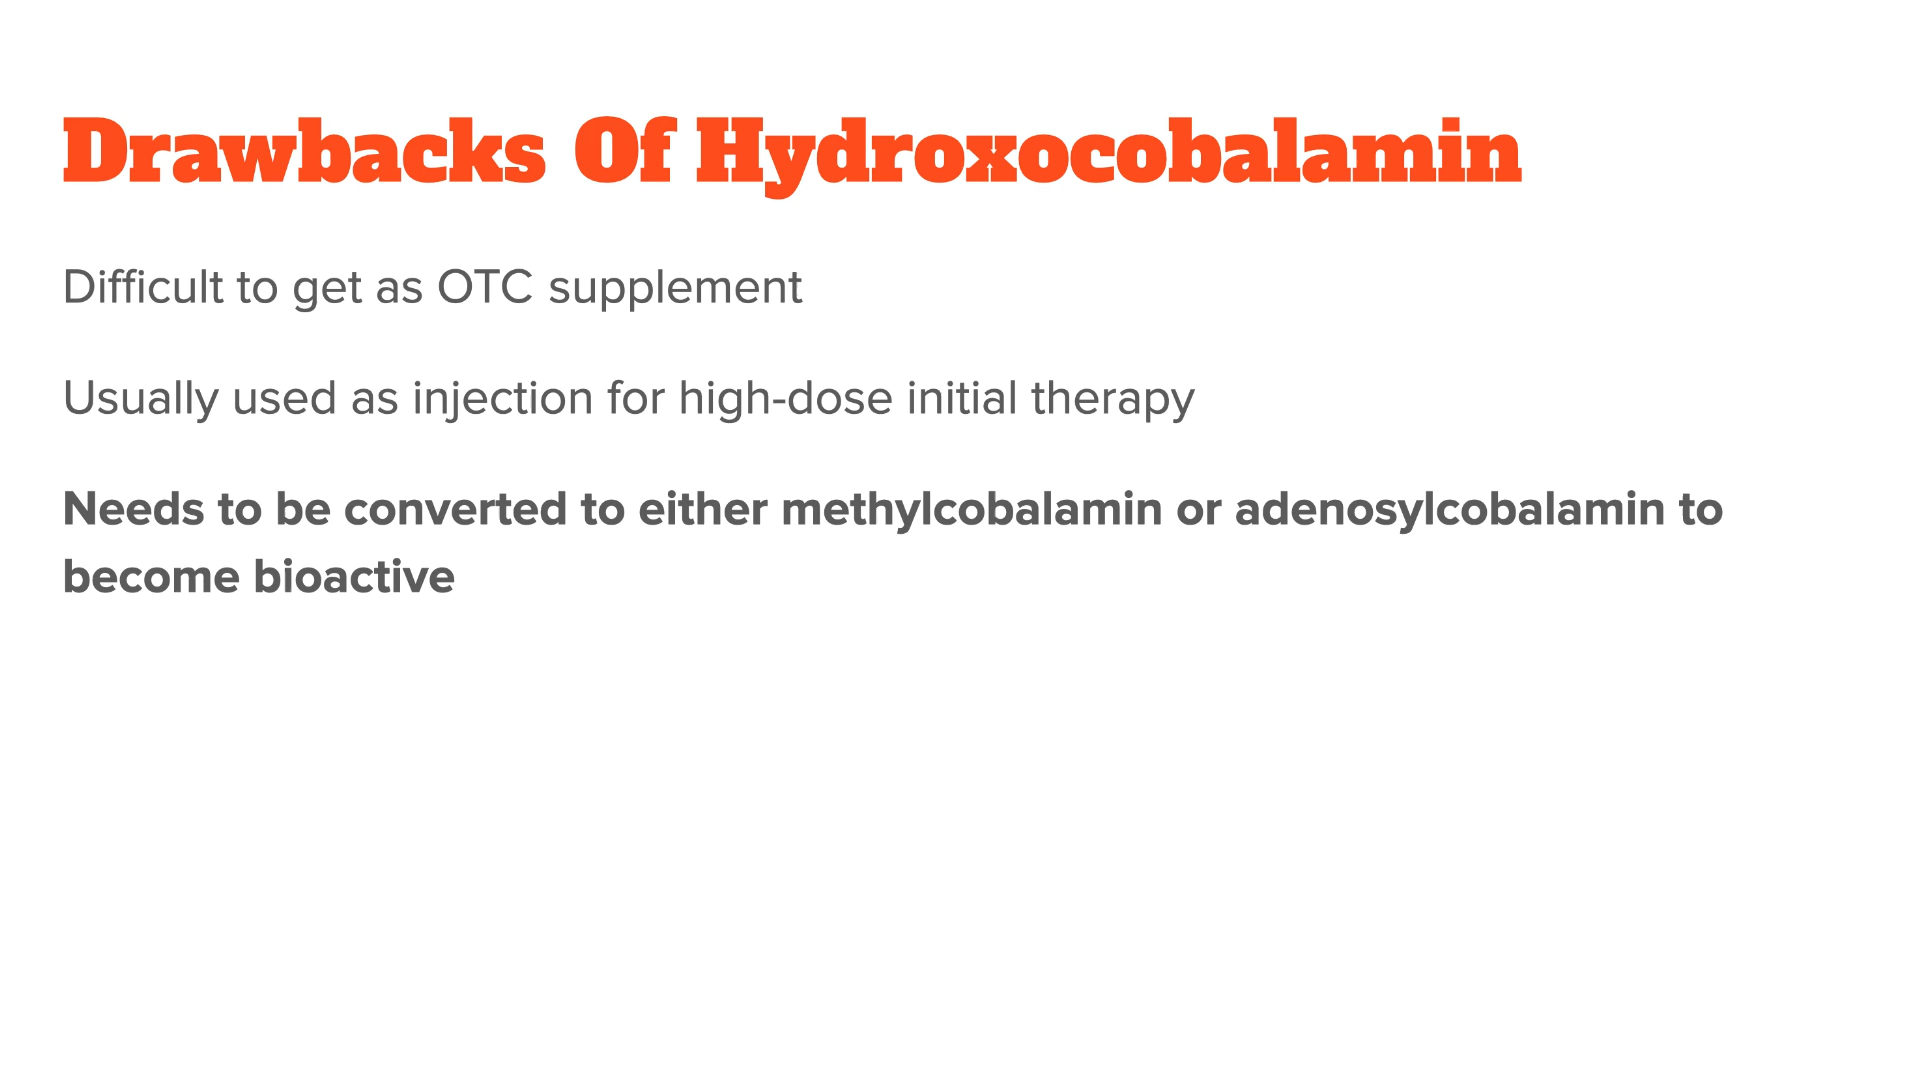 Drawbacks Of Hydroxocobalamin
Difficult to get as OTC supplement
Usually used as injection for high-dose initial therapy
Needs to be converted to either methylcobalamin or adenosylcobalamin to
become bioactive